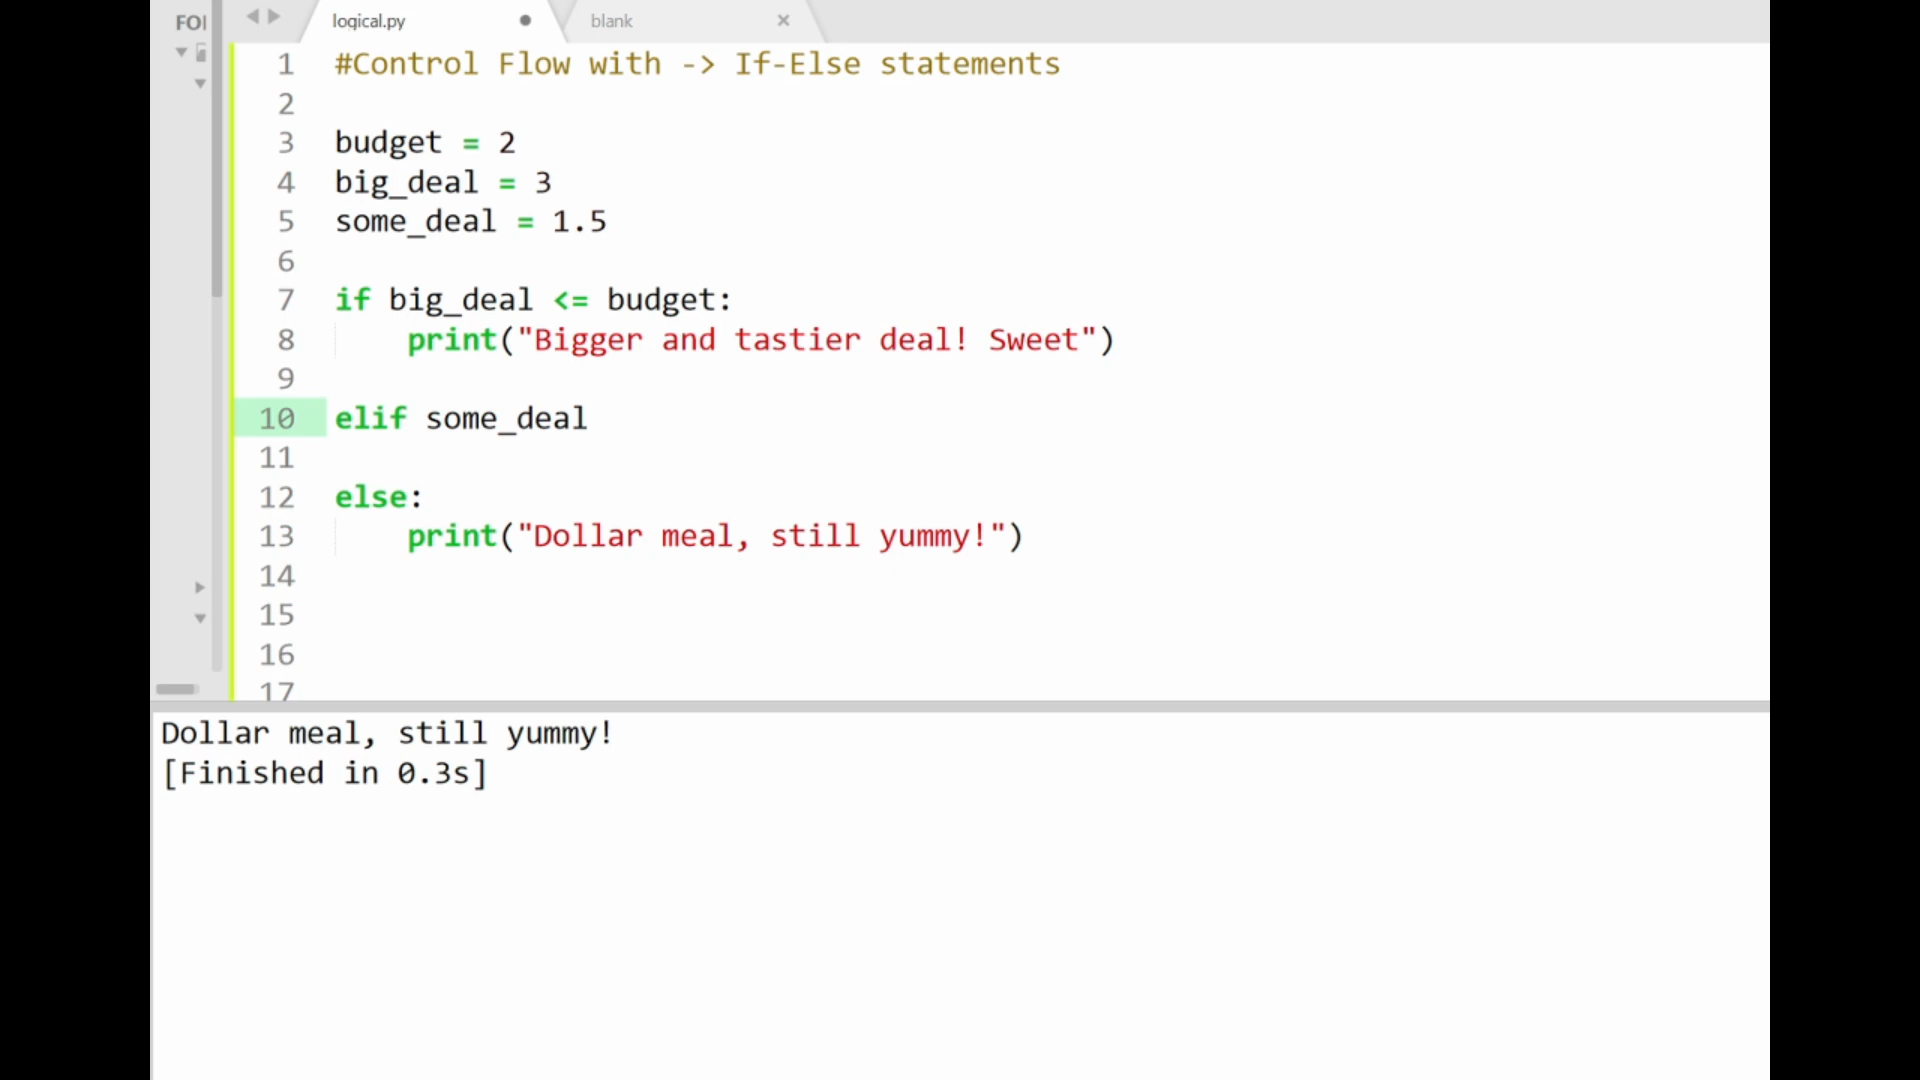 FOI
logical.py
blank
1 #Control Flow with -> If-Else statements
2
3 budget = 2
4 big_deal = 3
5 some_deal = 1.5
6
7 if big_deal <= budget:
8     print("Bigger and tastier deal! Sweet")
9
10 elif some_deal
11
12 else:
13     print("Dollar meal, still yummy!")
14
15
16
17
Dollar meal, still yummy!
[Finished in 0.3s]